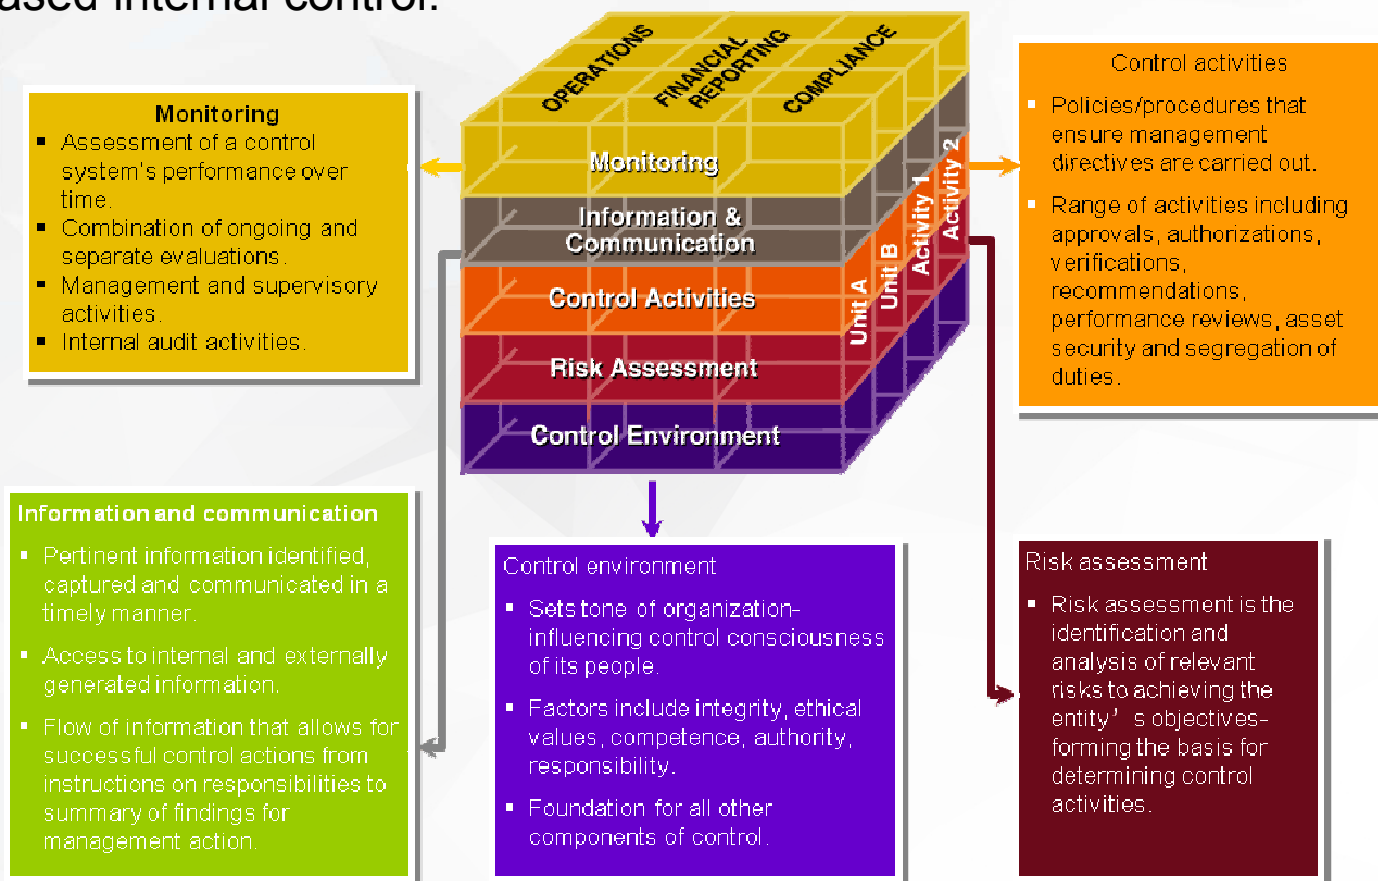 ased internal control.
OPERATIONS
FINANCIAL
REPORTING
COMPLIANCE
Monitoring
Information &
Communication
Control Activities
Risk Assessment
Control Environment
Unit A
Unit B
Activity 1
Activity 2
Monitoring
▪ Assessment of a control
system's performance over
time.
▪ Combination of ongoing and
separate evaluations.
▪ Management and supervisory
activities.
▪ Internal audit activities.
Control activities
▪ Policies/procedures that
ensure management
directives are carried out.
▪ Range of activities including
approvals, authorizations,
verifications,
recommendations,
performance reviews, asset
security and segregation of
duties.
Information and communication
▪ Pertinent information identified,
captured and communicated in a
timely manner.
▪ Access to internal and externally
generated information.
▪ Flow of information that allows for
successful control actions from
instructions on responsibilities to
summary of findings for
management action.
Control environment
▪ Sets tone of organization-
influencing control consciousness
of its people.
▪ Factors include integrity, ethical
values, competence, authority,
responsibility.
▪ Foundation for all other
components of control.
Risk assessment
▪ Risk assessment is the
identification and
analysis of relevant
risks to achieving the
entity’ s objectives-
forming the basis for
determining control
activities.